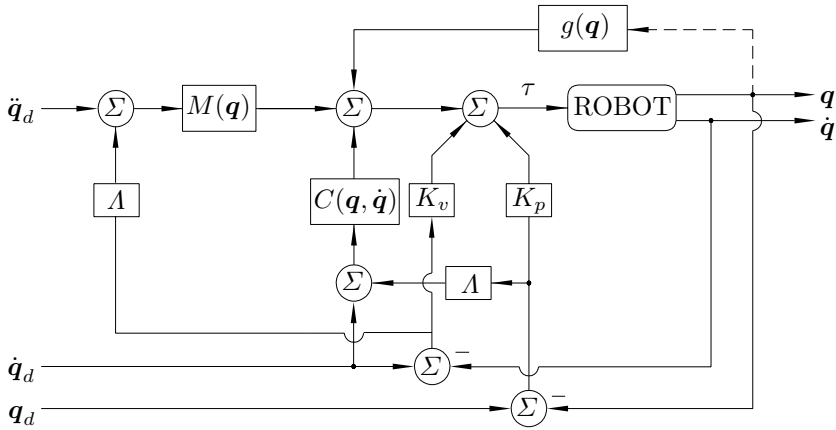 g(𝒒)
q̈_d Σ M(𝒒) Σ Σ τ ROBOT 𝒒
q̇
Λ C(𝒒, q̇) K_v K_p
Σ Λ
q̇_d Σ −
𝒒_d Σ −